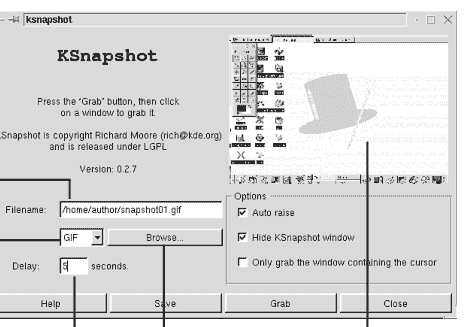 ksnapshot
KSnapshot
Press the 'Grab' button, then click
on a window to grab it.
KSnapshot is copyright Richard Moore (rich@kde.org)
and is released under LGPL
Version: 0.2.7
Filename: /home/author/snapshot01.gif
GIF Browse...
Delay: 5 seconds.
Options
Auto raise
Hide KSnapshot window
Only grab the window containing the cursor
Help Save Grab Close